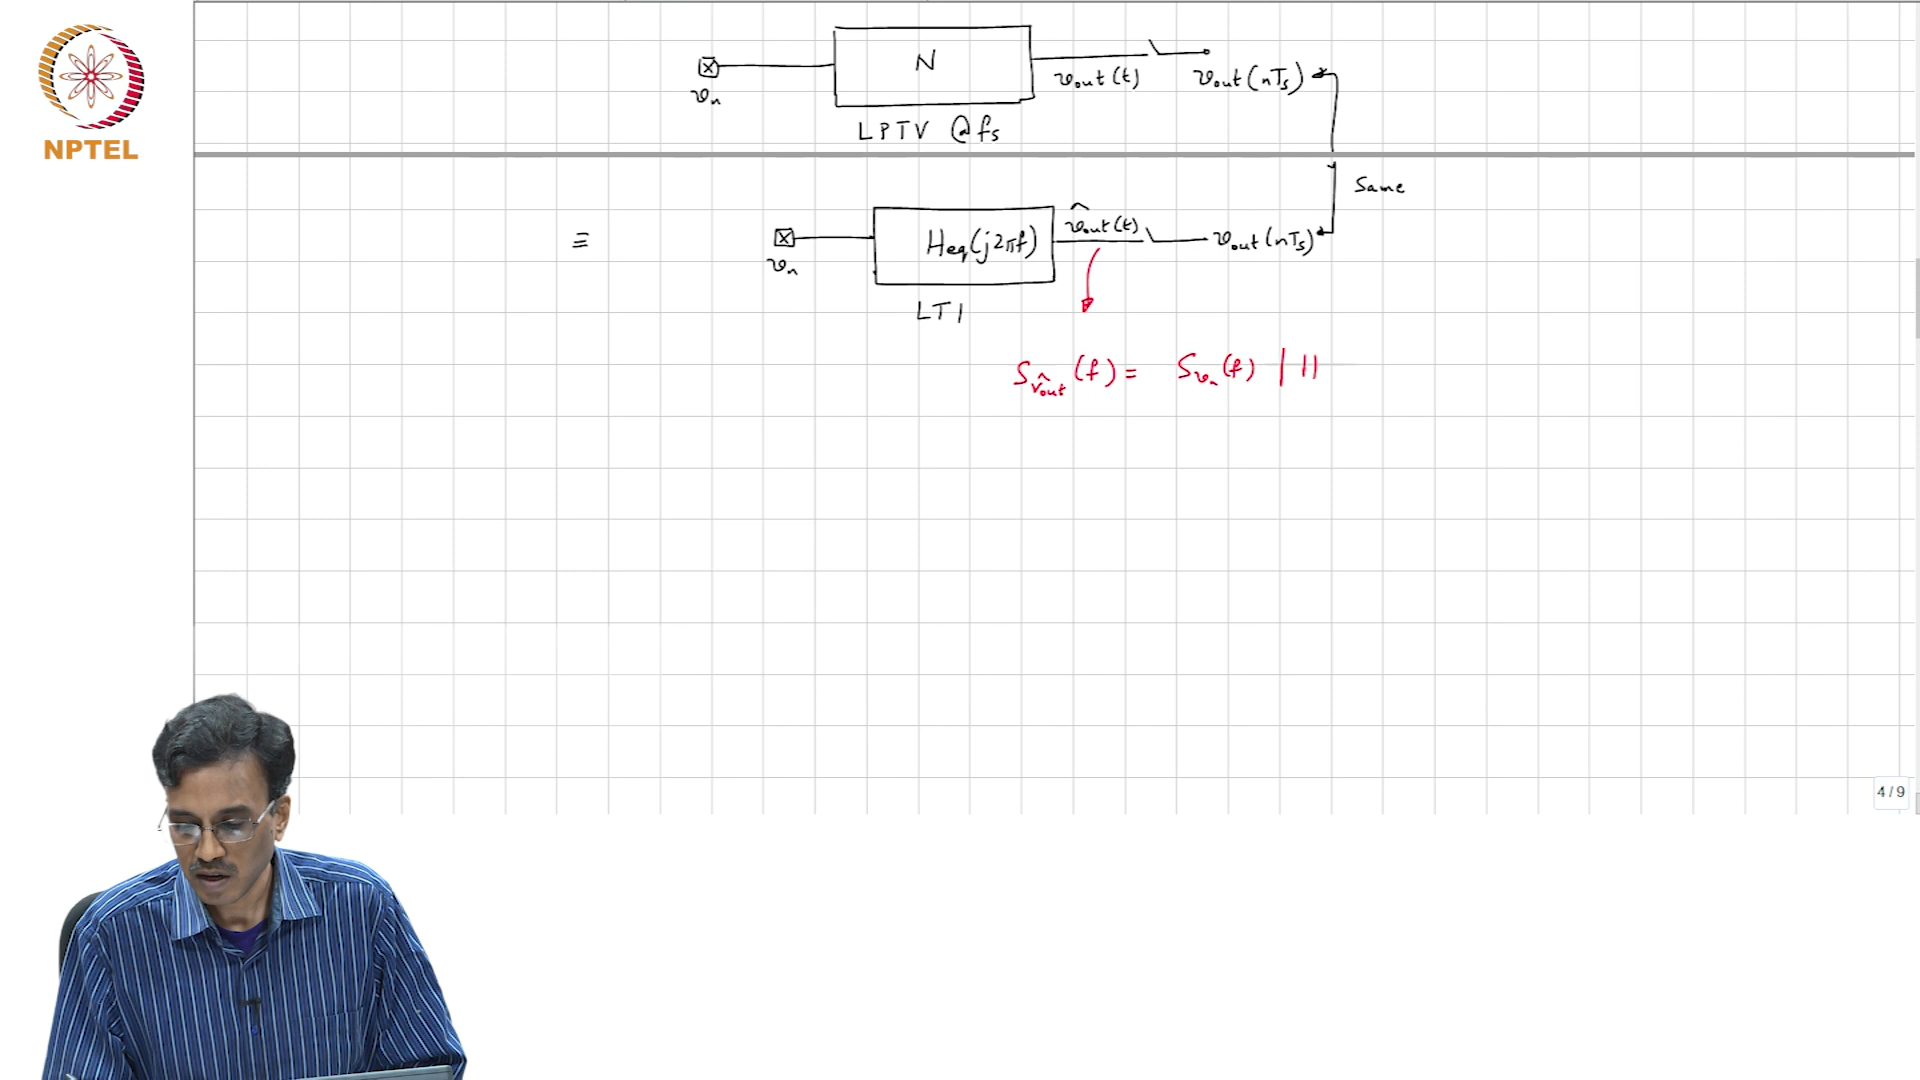 N
v_n
v_out(t)
v_out(nT_s)
LPTV @f_s
NPTEL
Same
≡
v_n
H_eq(j2πf)
v̂_out(t)
v_out(nT_s)
LTI
S_v̂out(f) = S_vn(f) | H
4/9